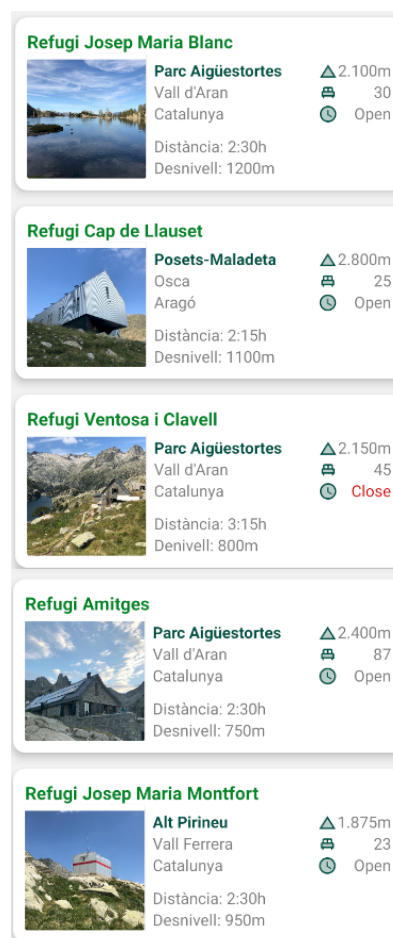 Refugi Josep Maria Blanc
Parc Aigüestortes 2.100m
Vall d'Aran 30
Catalunya Open
Distància: 2:30h
Desnivell: 1200m
Refugi Cap de Llauset
Posets-Maladeta 2.800m
Osca 25
Aragó Open
Distància: 2:15h
Desnivell: 1100m
Refugi Ventosa i Clavell
Parc Aigüestortes 2.150m
Vall d'Aran 45
Catalunya Close
Distància: 3:15h
Denivell: 800m
Refugi Amitges
Parc Aigüestortes 2.400m
Vall d'Aran 87
Catalunya Open
Distància: 2:30h
Desnivell: 750m
Refugi Josep Maria Montfort
Alt Pirineu 1.875m
Vall Ferrera 23
Catalunya Open
Distància: 2:30h
Desnivell: 950m